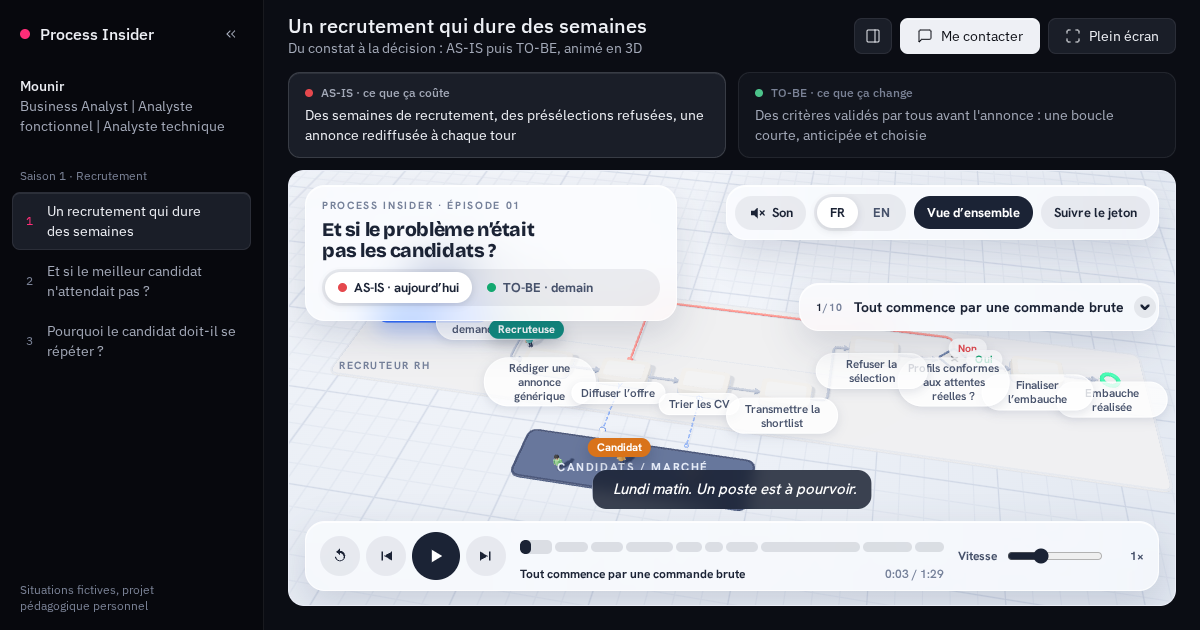 Process Insider
Mounir
Business Analyst | Analyste
fonctionnel | Analyste technique
Saison 1 · Recrutement
1
Un recrutement qui dure
des semaines
2
Et si le meilleur candidat
n'attendait pas ?
3
Pourquoi le candidat doit-il se
répéter ?
Situations fictives, projet
pédagogique personnel
Un recrutement qui dure des semaines
Du constat à la décision : AS-IS puis TO-BE, animé en 3D
Me contacter
Plein écran
AS-IS · ce que ça coûte
Des semaines de recrutement, des présélections refusées, une
annonce rediffusée à chaque tour
TO-BE · ce que ça change
Des critères validés par tous avant l'annonce : une boucle
courte, anticipée et choisie
PROCESS INSIDER · ÉPISODE 01
Et si le problème n'était
pas les candidats ?
AS-IS · aujourd'hui
TO-BE · demain
Son
FR
EN
Vue d'ensemble
Suivre le jeton
1/10 Tout commence par une commande brute
Recruteuse
RECRUTEUR RH
Rédiger une
annonce
générique
Diffuser l'offre
Trier les CV
Transmettre la
shortlist
Refuser la
sélection
Non
Oui
Profils conformes
aux attentes
réelles ?
Finaliser
l'embauche
Embauche
réalisée
Candidat
CANDIDATS / MARCHÉ
Lundi matin. Un poste est à pourvoir.
Tout commence par une commande brute
0:03 / 1:29
Vitesse
1×